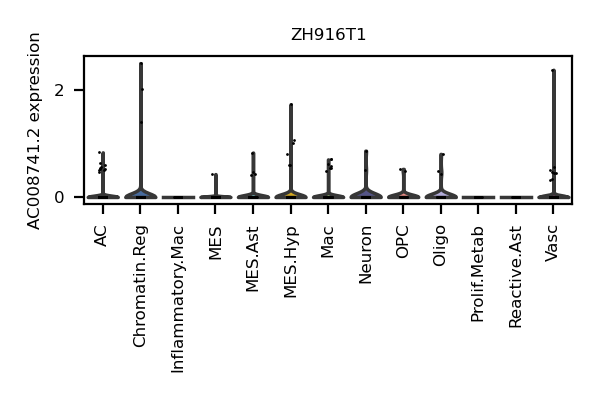 ZH916T1
AC008741.2 expression
2
0
AC
Chromatin.Reg
Inflammatory.Mac
MES
MES.Ast
MES.Hyp
Mac
Neuron
OPC
Oligo
Prolif.Metab
Reactive.Ast
Vasc